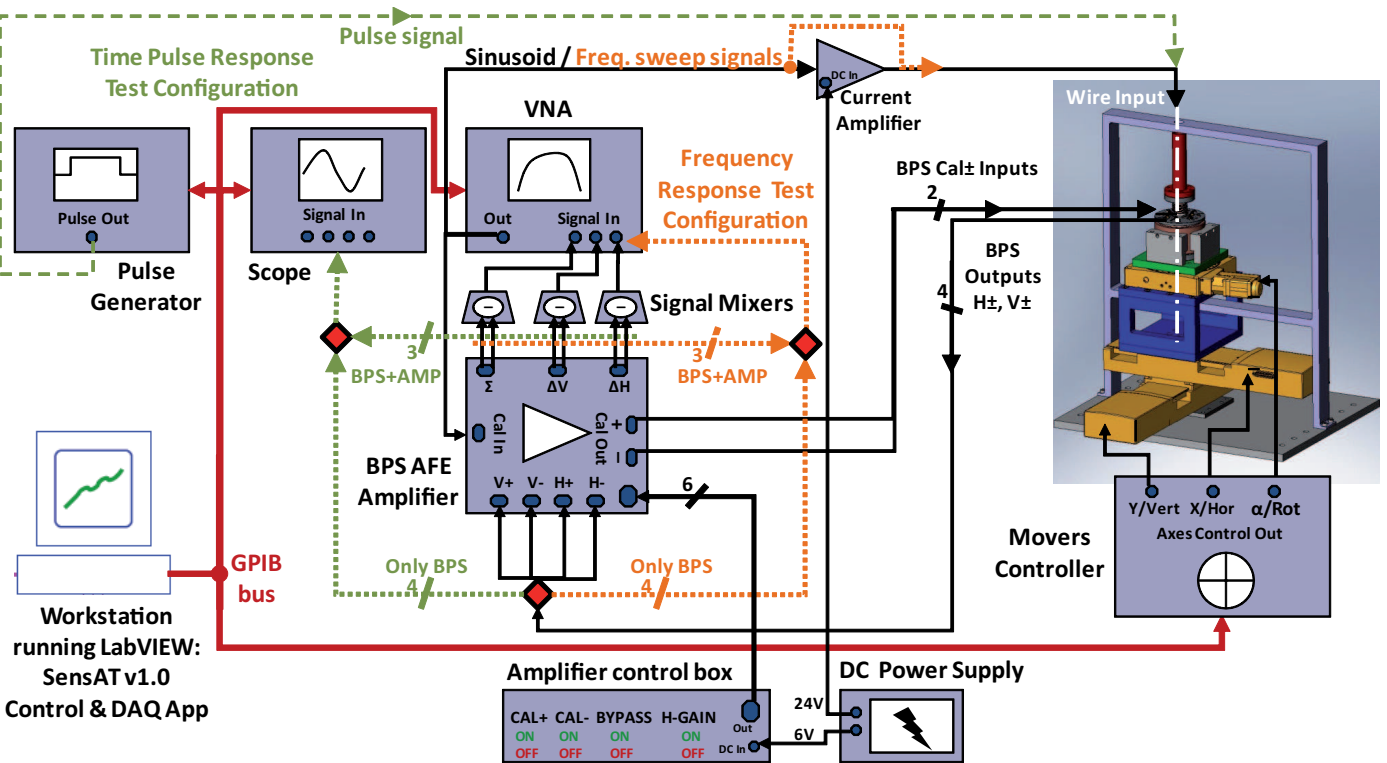 Pulse signal
Time Pulse Response
Test Configuration
Sinusoid / Freq. sweep signals
DC In
Current
Amplifier
Wire Input
VNA
Pulse Out
Pulse
Generator
Signal In
Scope
Out
Signal In
Frequency
Response Test
Configuration
BPS Cal± Inputs
2
BPS
Outputs
H±, V±
4
Signal Mixers
3
BPS+AMP
3
BPS+AMP
Σ
ΔV
ΔH
Cal In
Cal Out
+
−
BPS AFE
Amplifier
V+
V-
H+
H-
6
Only BPS
4
Only BPS
4
GPIB
bus
Workstation
running LabVIEW:
SensAT v1.0
Control & DAQ App
Y/Vert
X/Hor
α/Rot
Axes Control Out
Movers
Controller
Amplifier control box
CAL+
CAL-
BYPASS
H-GAIN
ON
ON
ON
ON
OFF
OFF
OFF
OFF
Out
DC In
DC Power Supply
24V
6V